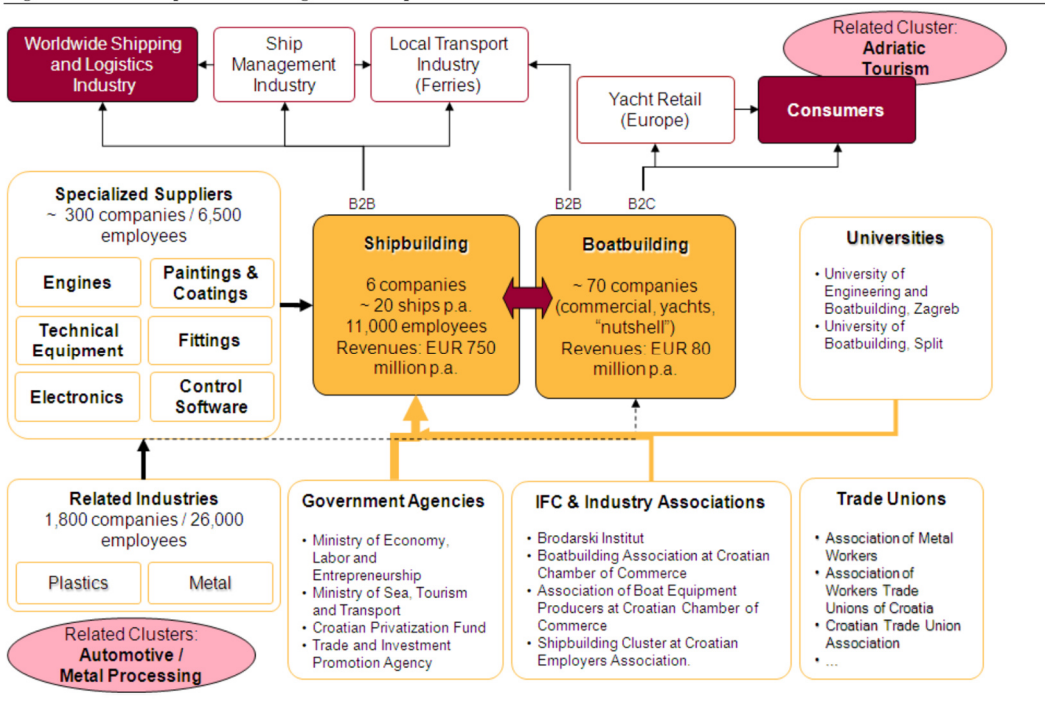 Related Cluster:
Adriatic
Tourism
Worldwide Shipping
and Logistics
Industry
Ship
Management
Industry
Local Transport
Industry
(Ferries)
Yacht Retail
(Europe)
Consumers
B2B
B2B
B2C
Specialized Suppliers
~ 300 companies / 6,500
employees
Engines
Paintings &
Coatings
Technical
Equipment
Fittings
Electronics
Control
Software
Shipbuilding
6 companies
~ 20 ships p.a.
11,000 employees
Revenues: EUR 750
million p.a.
Boatbuilding
~ 70 companies
(commercial, yachts,
“nutshell”)
Revenues: EUR 80
million p.a.
Universities
• University of
Engineering and
Boatbuilding, Zagreb
• University of
Boatbuilding, Split
Related Industries
1,800 companies / 26,000
employees
Plastics
Metal
Related Clusters:
Automotive /
Metal Processing
Government Agencies
• Ministry of Economy,
Labor and
Entrepreneurship
• Ministry of Sea, Tourism
and Transport
• Croatian Privatization Fund
• Trade and Investment
Promotion Agency
IFC & Industry Associations
• Brodarski Institut
• Boatbuilding Association at Croatian
Chamber of Commerce
• Association of Boat Equipment
Producers at Croatian Chamber of
Commerce
• Shipbuilding Cluster at Croatian
Employers Association.
Trade Unions
• Association of Metal
Workers
• Association of
Workers Trade
Unions of Croatia
• Croatian Trade Union
Association
• ...